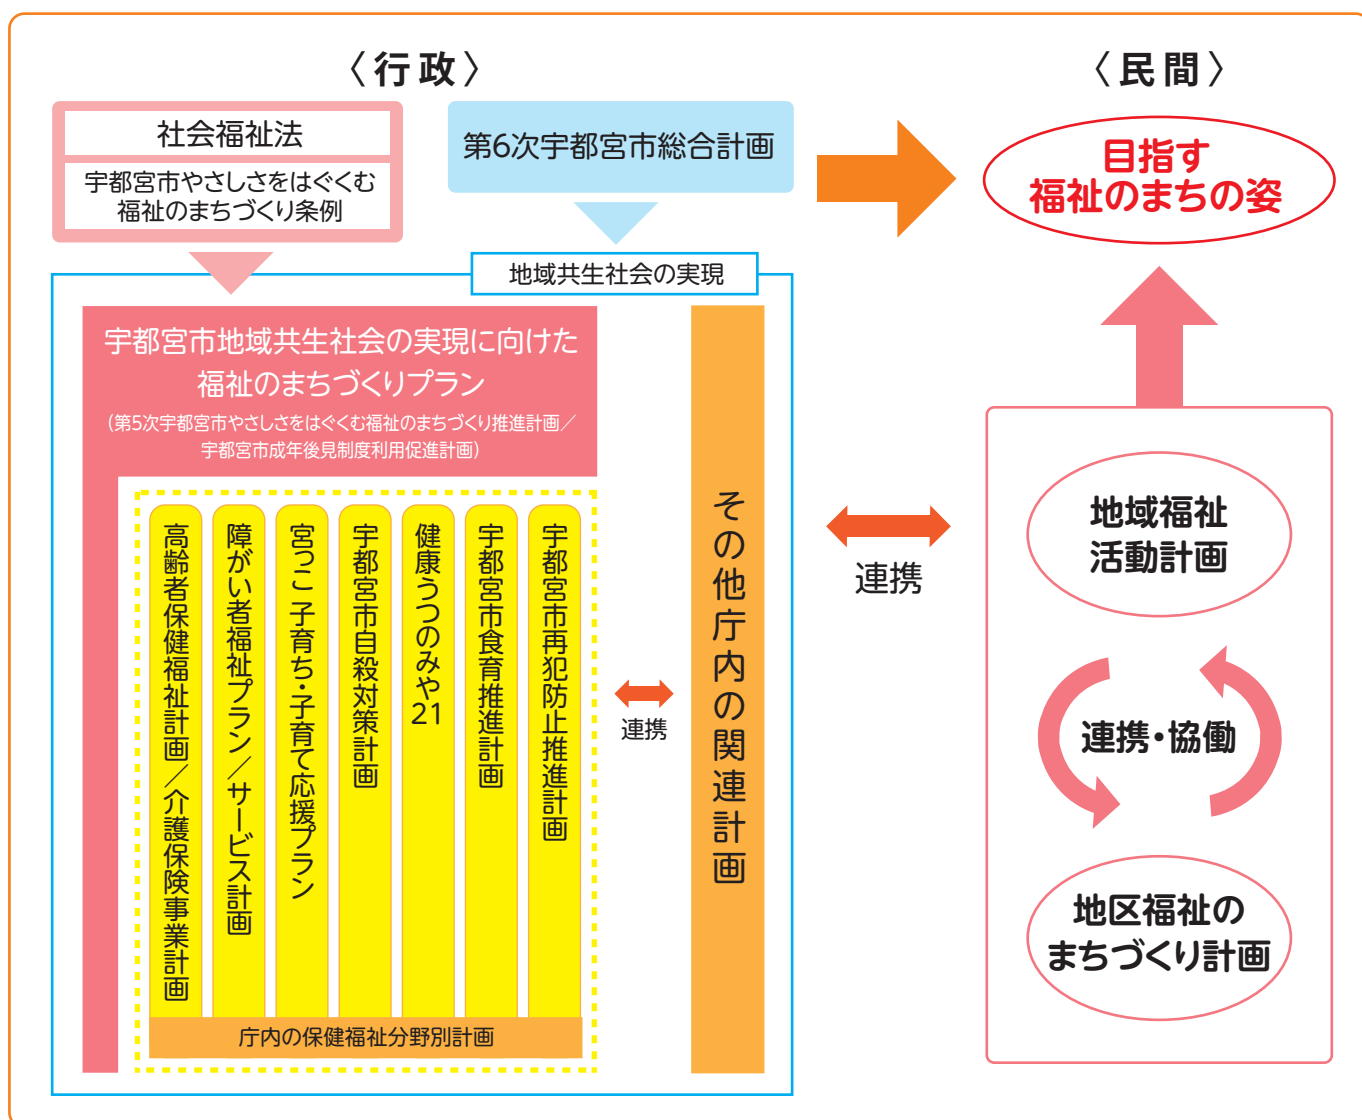 〈行政〉
〈民間〉
社会福祉法
宇都宮市やさしさをはぐくむ
福祉のまちづくり条例
第6次宇都宮市総合計画
目指す
福祉のまちの姿
地域共生社会の実現
宇都宮市地域共生社会の実現に向けた
福祉のまちづくりプラン
(第5次宇都宮市やさしさをはぐくむ福祉のまちづくり推進計画／
宇都宮市成年後見制度利用促進計画)
高齢者保健福祉計画／介護保険事業計画
障がい者福祉プラン／サービス計画
宮っこ 子育ち・子育て応援プラン
宇都宮市自殺対策計画
健康うつのみや21
宇都宮市食育推進計画
宇都宮市再犯防止推進計画
庁内の保健福祉分野別計画
連携
その他庁内の関連計画
連携
地域福祉
活動計画
連携・協働
地区福祉の
まちづくり計画